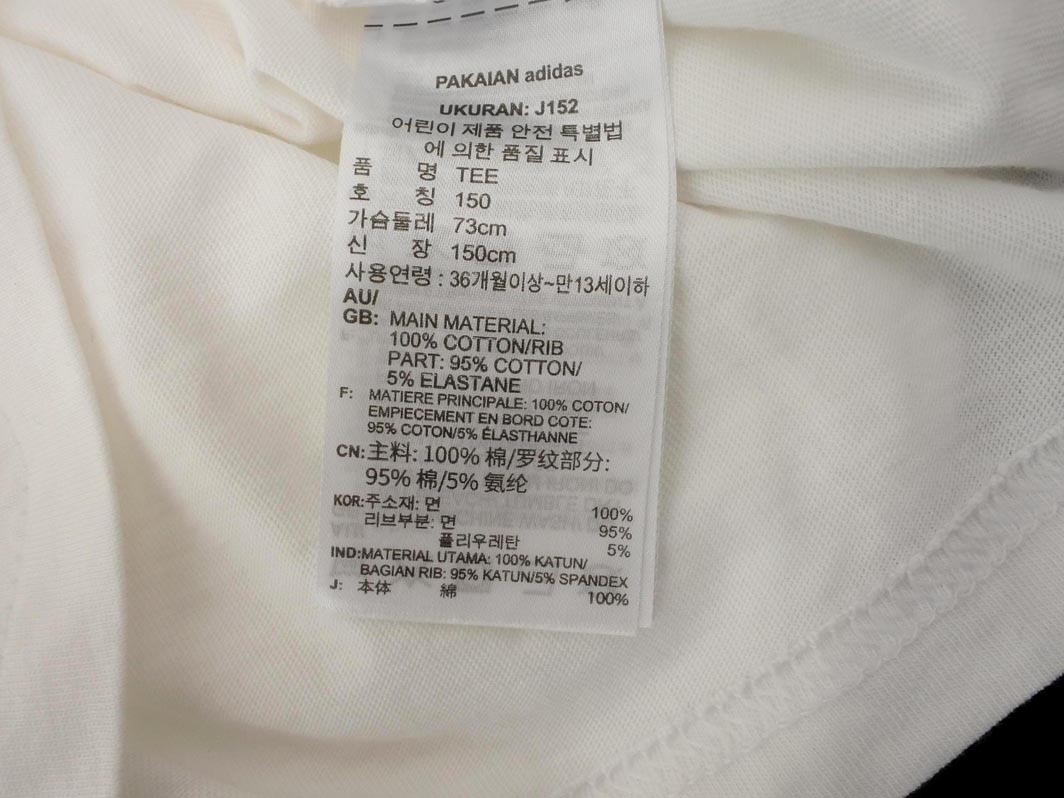 PAKAIAN adidas
UKURAN: J152
어린이 제품 안전 특별법
에 의한 품질 표시
품 명 TEE
호 칭 150
가슴둘레 73cm
신 장 150cm
사용연령 : 36개월이상~만13세이하
AU/
GB: MAIN MATERIAL:
100% COTTON/RIB
PART: 95% COTTON/
5% ELASTANE
F: MATIERE PRINCIPALE: 100% COTON/
EMPIECEMENT EN BORD COTE:
95% COTON/5% ÉLASTHANNE
CN:主料: 100% 棉/罗纹部分:
95% 棉/5% 氨纶
KOR:주소재: 면 100%
리브부분: 면 95%
폴리우레탄 5%
IND:MATERIAL UTAMA: 100% KATUN/
BAGIAN RIB: 95% KATUN/5% SPANDEX
J: 本体 綿 100%